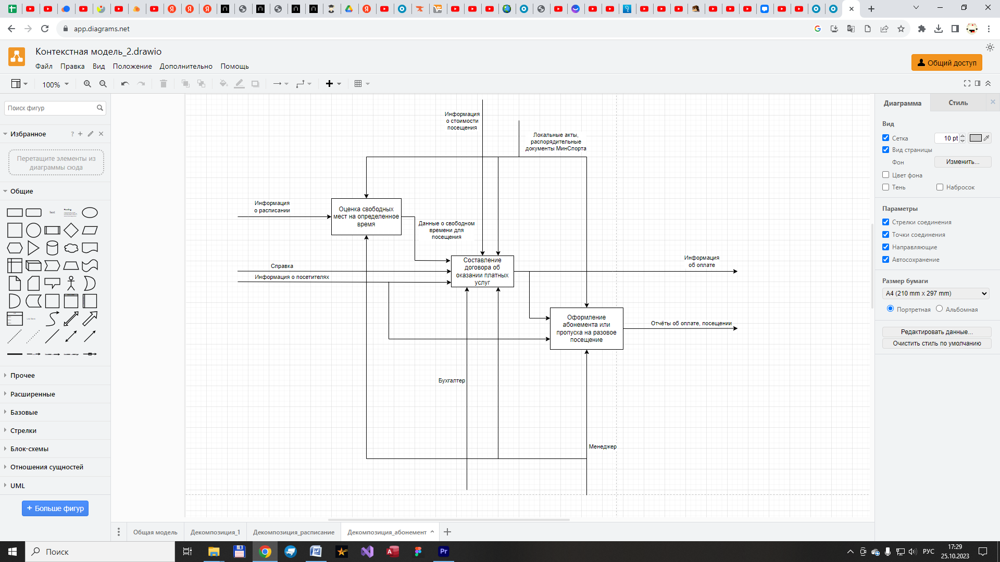 app.diagrams.net
Контекстная модель_2.drawio
Файл Правка Вид Положение Дополнительно Помощь
Общий доступ
100%
Поиск фигур
Избранное
?
Перетащите элементы из
диаграммы сюда
Общие
Text
Heading
List Item
Прочее
Расширенные
Базовые
Стрелки
Блок-схемы
Отношения сущностей
UML
+ Больше фигур
Информация
о стоимости
посещения
Локальные акты,
распорядительные
документы МинСпорта
Информация
о расписании
Оценка свободных
мест на определенное
время
Данные о свободном
времени для
посещения
Справка
Информация о посетителях
Составление
договора об
оказании платных
услуг
Информация
об оплате
Оформление
абонемента или
пропуска на разовое
посещение
Отчёты об оплате, посещении
Бухгалтер
Менеджер
Диаграмма
Стиль
Вид
Сетка
10 pt
Вид страницы
Фон
Изменить...
Цвет фона
Тень
Набросок
Параметры
Стрелки соединения
Точки соединения
Направляющие
Автосохранение
Размер бумаги
A4 (210 mm x 297 mm)
Портретная
Альбомная
Редактировать данные...
Очистить стиль по умолчанию
Общая модель
Декомпозиция_1
Декомпозиция_расписание
Декомпозиция_абонемент
Поиск
Pr
РУС
17:29
25.10.2023